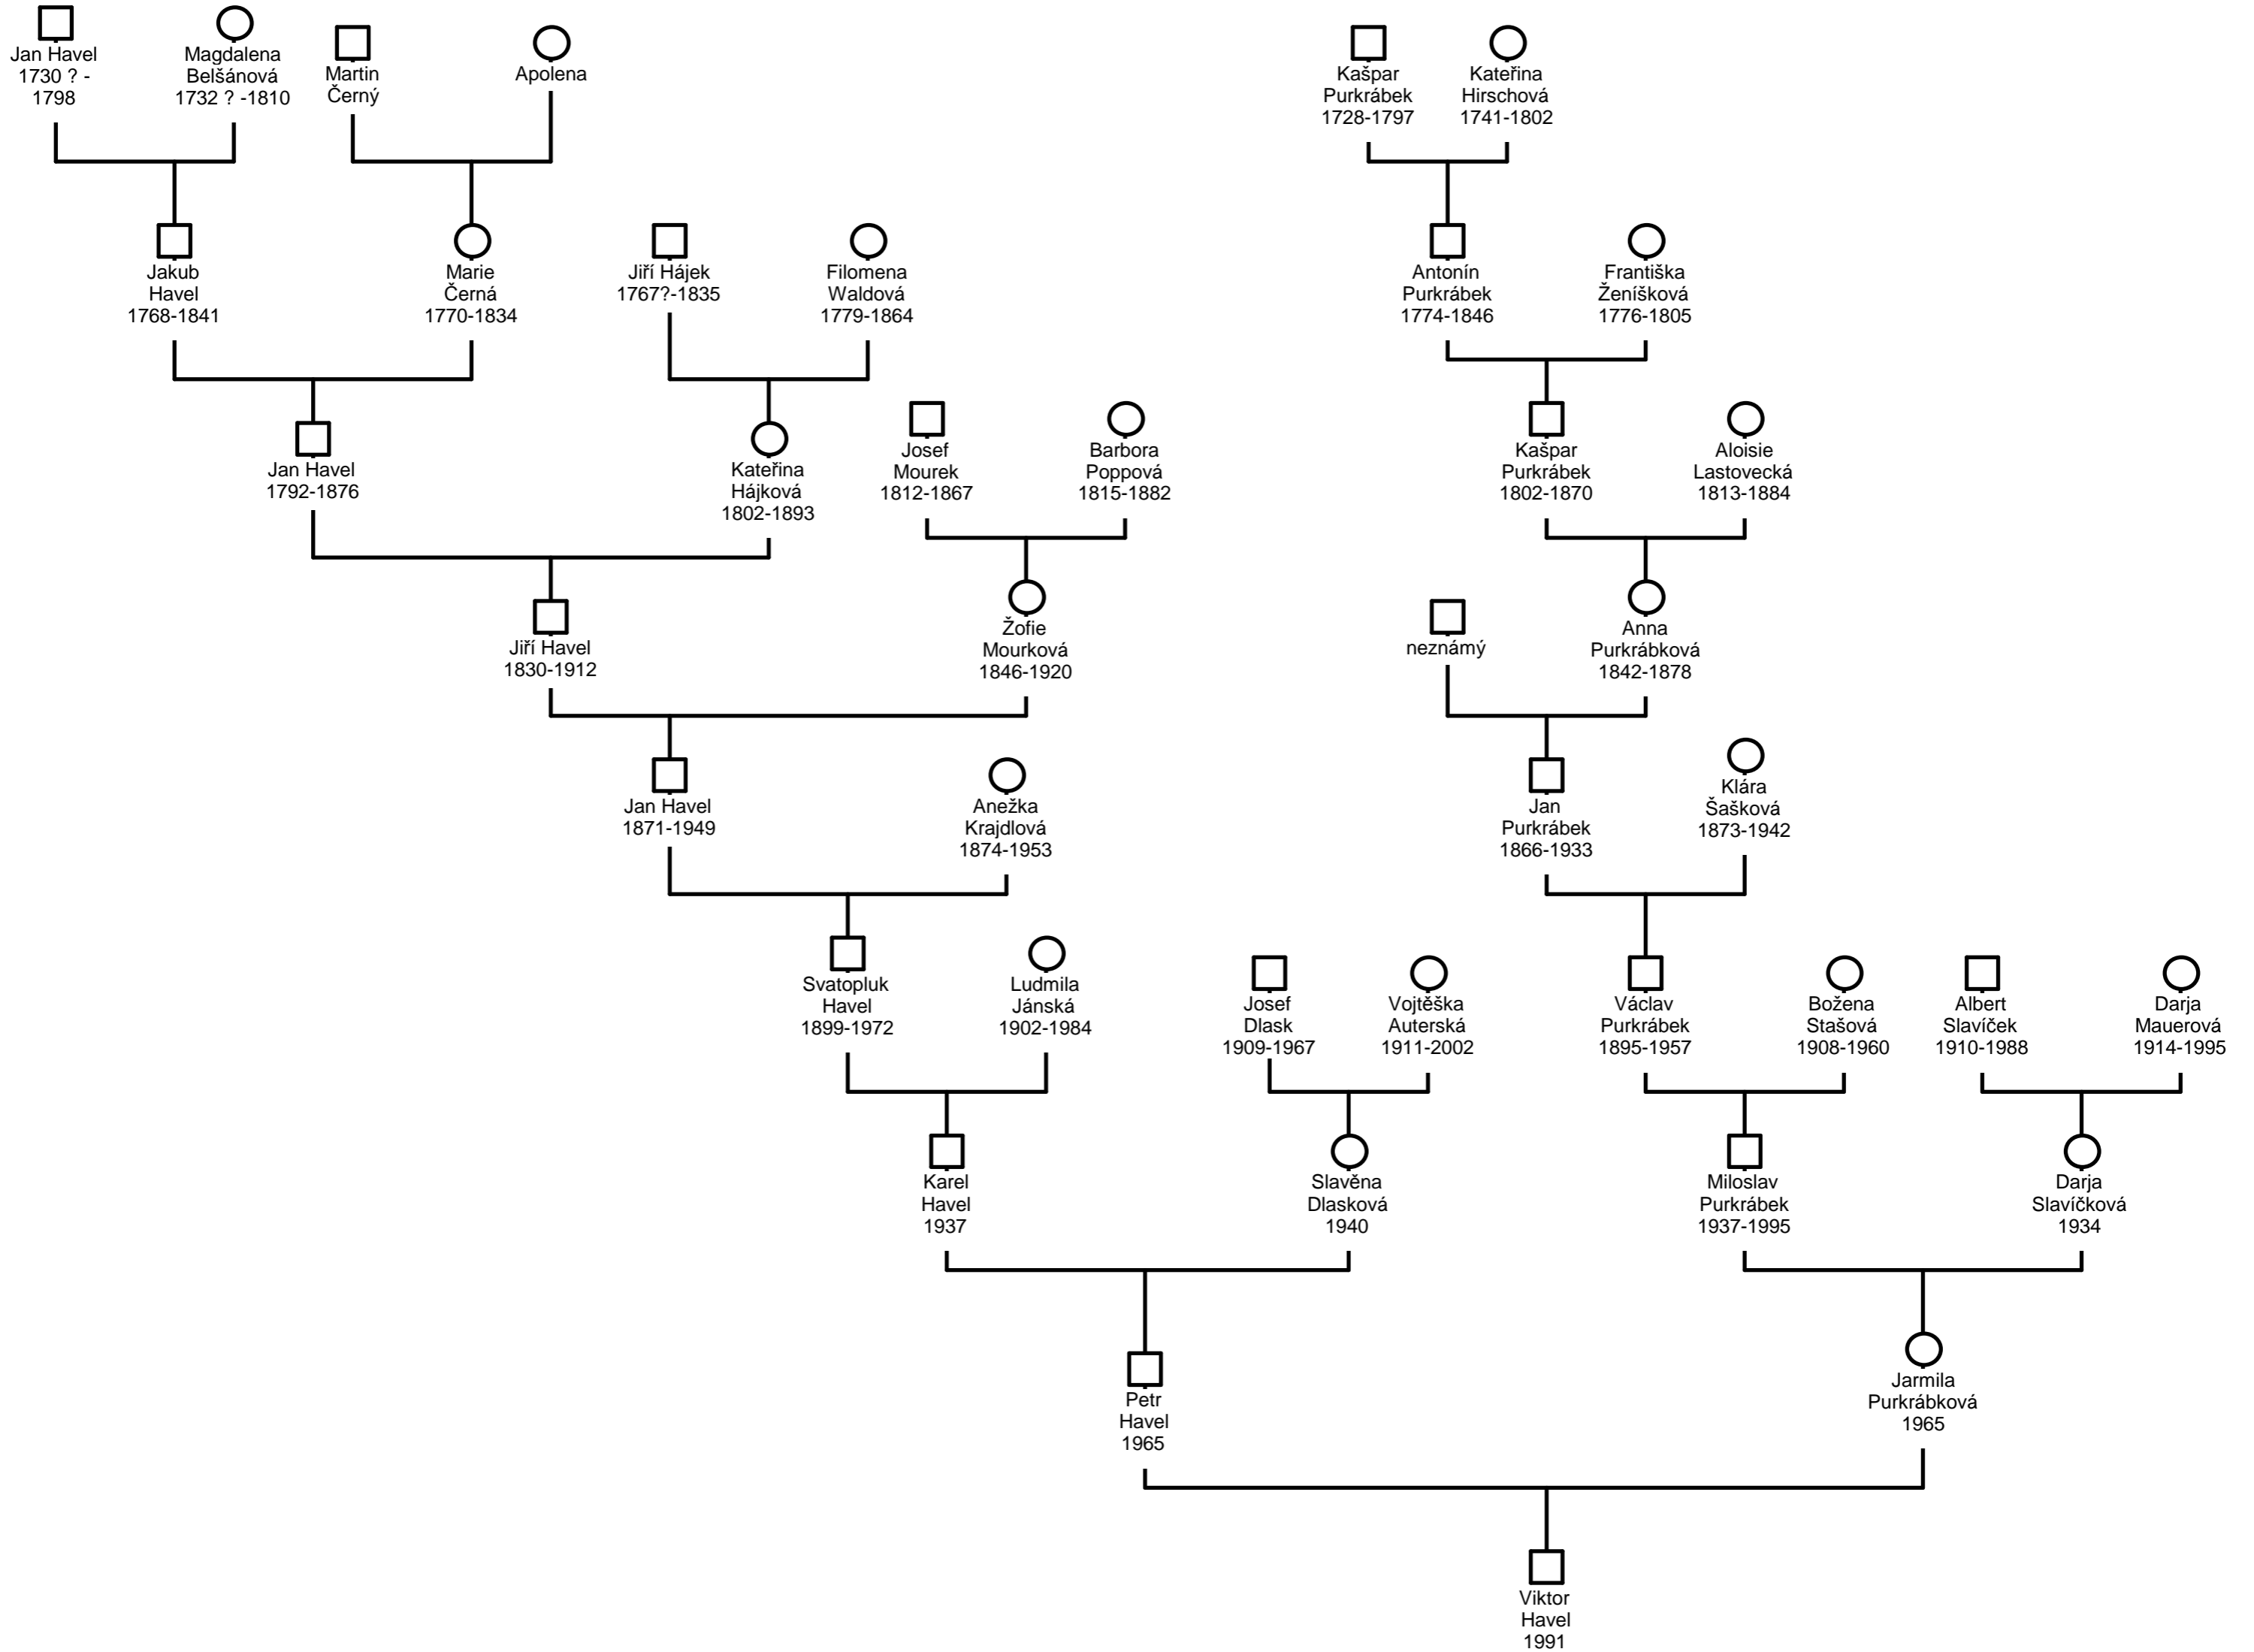 Jan Havel
1730 ? -
1798
Magdalena
Belšánová
1732 ? -1810
Martin
Černý
Apolena
Kašpar
Purkrábek
1728-1797
Kateřina
Hirschová
1741-1802
Jakub
Havel
1768-1841
Marie
Černá
1770-1834
Jiří Hájek
1767?-1835
Filomena
Waldová
1779-1864
Antonín
Purkrábek
1774-1846
Františka
Ženíšková
1776-1805
Jan Havel
1792-1876
Kateřina
Hájková
1802-1893
Josef
Mourek
1812-1867
Barbora
Poppová
1815-1882
Kašpar
Purkrábek
1802-1870
Aloisie
Lastovecká
1813-1884
Jiří Havel
1830-1912
Žofie
Mourková
1846-1920
neznámý
Anna
Purkrábková
1842-1878
Jan Havel
1871-1949
Anežka
Krajdlová
1874-1953
Jan
Purkrábek
1866-1933
Klára
Šašková
1873-1942
Svatopluk
Havel
1899-1972
Ludmila
Jánská
1902-1984
Josef
Dlask
1909-1967
Vojtěška
Auterská
1911-2002
Václav
Purkrábek
1895-1957
Božena
Stašová
1908-1960
Albert
Slavíček
1910-1988
Darja
Mauerová
1914-1995
Karel
Havel
1937
Slavěna
Dlasková
1940
Miloslav
Purkrábek
1937-1995
Darja
Slavíčková
1934
Petr
Havel
1965
Jarmila
Purkrábková
1965
Viktor
Havel
1991